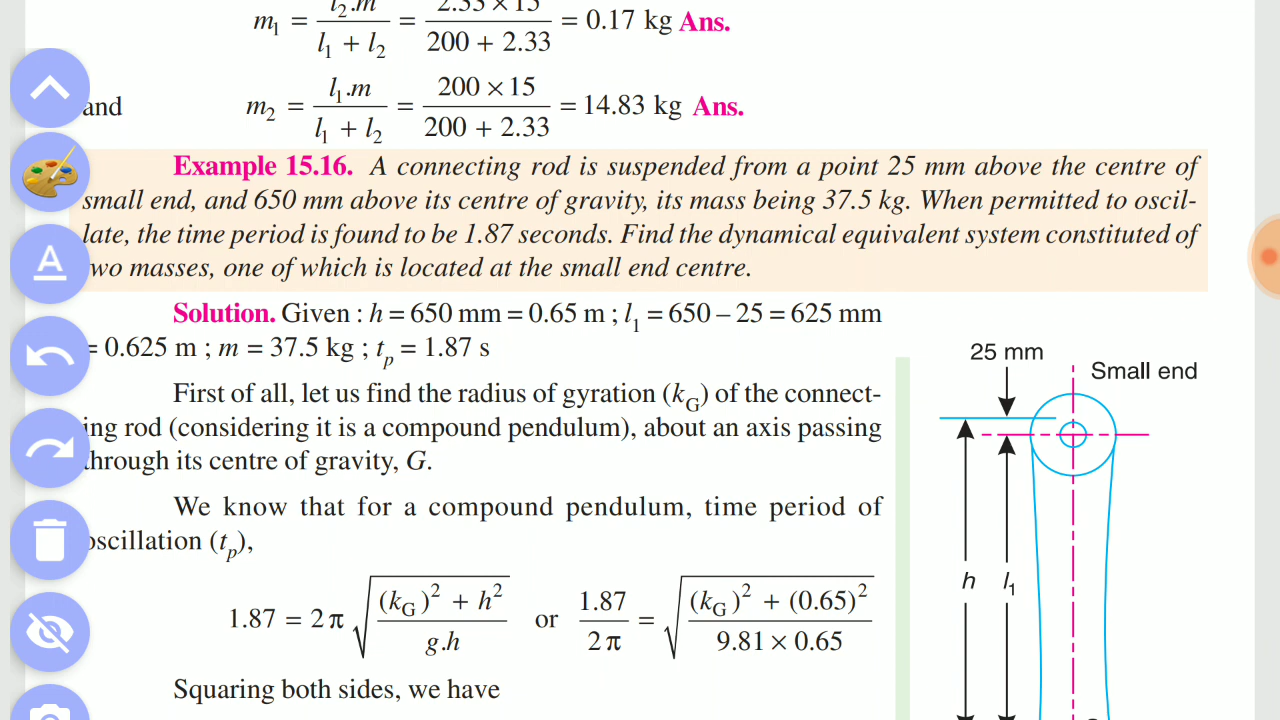 m₁ = l₂.m / l₁ + l₂ = 2.33 × 15 / 200 + 2.33 = 0.17 kg Ans.
and m₂ = l₁.m / l₁ + l₂ = 200 × 15 / 200 + 2.33 = 14.83 kg Ans.
Example 15.16. A connecting rod is suspended from a point 25 mm above the centre of
small end, and 650 mm above its centre of gravity, its mass being 37.5 kg. When permitted to oscil-
late, the time period is found to be 1.87 seconds. Find the dynamical equivalent system constituted of
wo masses, one of which is located at the small end centre.
Solution. Given : h = 650 mm = 0.65 m ; l₁ = 650 – 25 = 625 mm
= 0.625 m ; m = 37.5 kg ; tₚ = 1.87 s
25 mm
Small end
First of all, let us find the radius of gyration (k_G) of the connect-
ing rod (considering it is a compound pendulum), about an axis passing
through its centre of gravity, G.
We know that for a compound pendulum, time period of
oscillation (tₚ),
h l₁
1.87 = 2 π √((k_G)² + h² / g.h) or 1.87 / 2 π = √((k_G)² + (0.65)² / 9.81 × 0.65)
Squaring both sides, we have
A